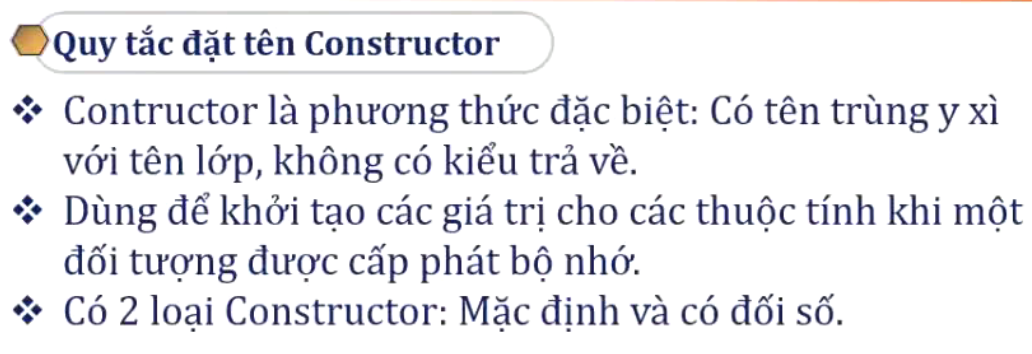 Quy tắc đặt tên Constructor
❖ Contructor là phương thức đặc biệt: Có tên trùng y xì
với tên lớp, không có kiểu trả về.
❖ Dùng để khởi tạo các giá trị cho các thuộc tính khi một
đối tượng được cấp phát bộ nhớ.
❖ Có 2 loại Constructor: Mặc định và có đối số.